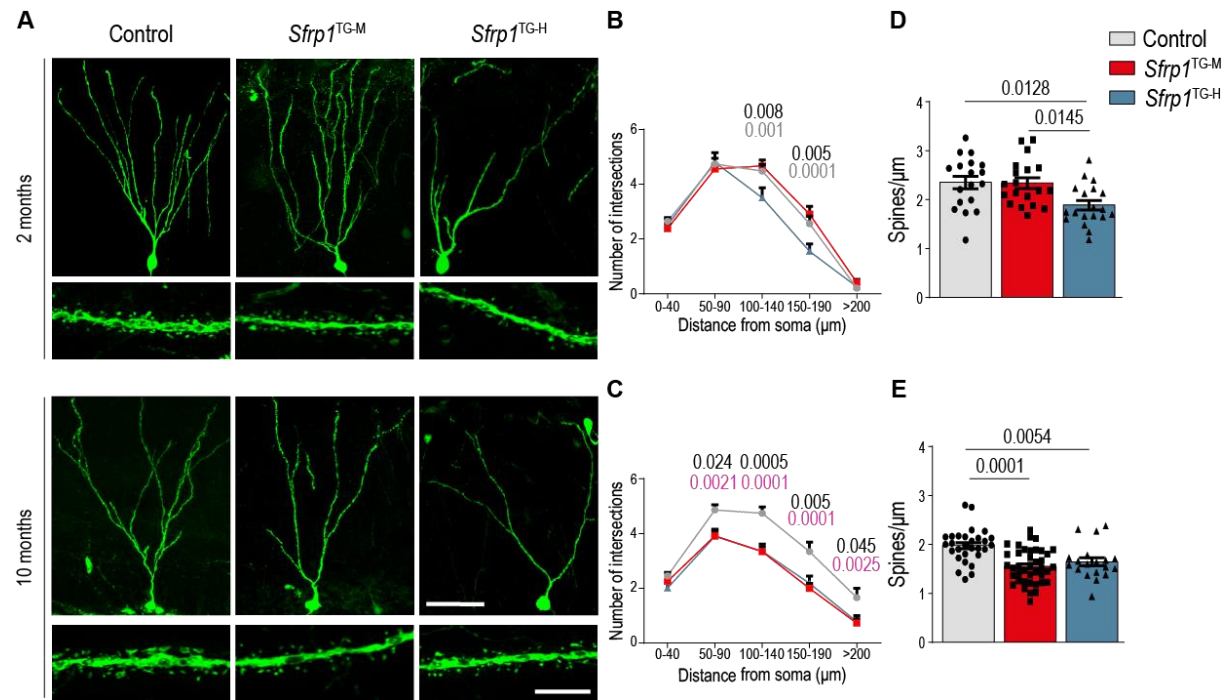 A
Control
Sfrp1TG-M
Sfrp1TG-H
2 months
10 months
B
0.008
0.001
0.005
0.0001
6
4
2
0
Number of intersections
0-40
50-90
100-140
150-190
>200
Distance from soma (µm)
C
0.024
0.0005
0.0021
0.0001
0.005
0.0001
0.045
0.0025
6
4
2
0
Number of intersections
0-40
50-90
100-140
150-190
>200
Distance from soma (µm)
D
Control
Sfrp1TG-M
Sfrp1TG-H
0.0128
0.0145
4
3
2
1
0
Spines/µm
E
0.0054
0.0001
4
3
2
1
0
Spines/µm